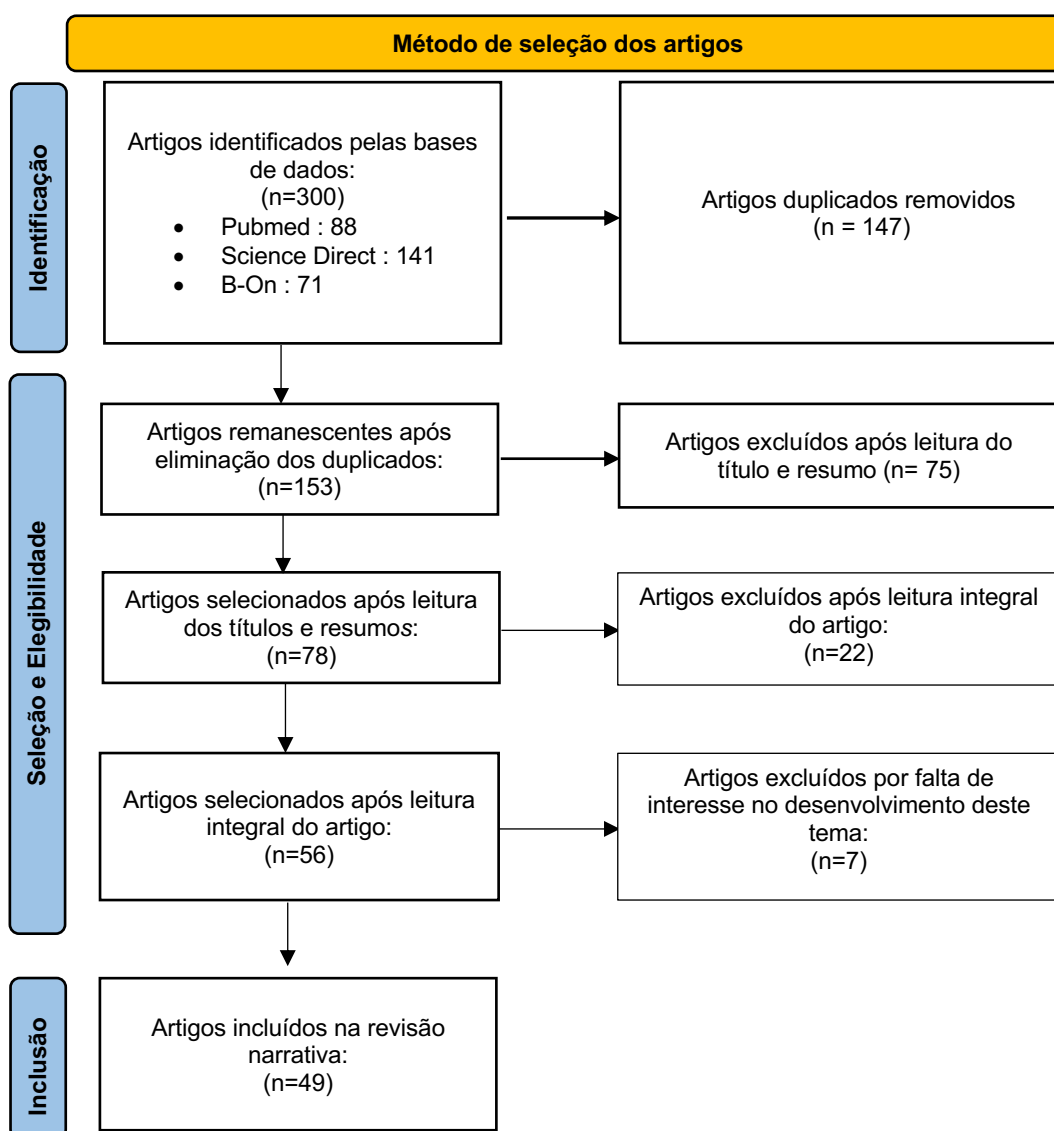 Método de seleção dos artigos
Identificação
Artigos identificados pelas bases
de dados:
(n=300)
• Pubmed : 88
• Science Direct : 141
• B-On : 71
Artigos duplicados removidos
(n = 147)
Seleção e Elegibilidade
Artigos remanescentes após
eliminação dos duplicados:
(n=153)
Artigos excluídos após leitura do
título e resumo (n= 75)
Artigos selecionados após leitura
dos títulos e resumos:
(n=78)
Artigos excluídos após leitura integral
do artigo:
(n=22)
Artigos selecionados após leitura
integral do artigo:
(n=56)
Artigos excluídos por falta de
interesse no desenvolvimento deste
tema:
(n=7)
Inclusão
Artigos incluídos na revisão
narrativa:
(n=49)